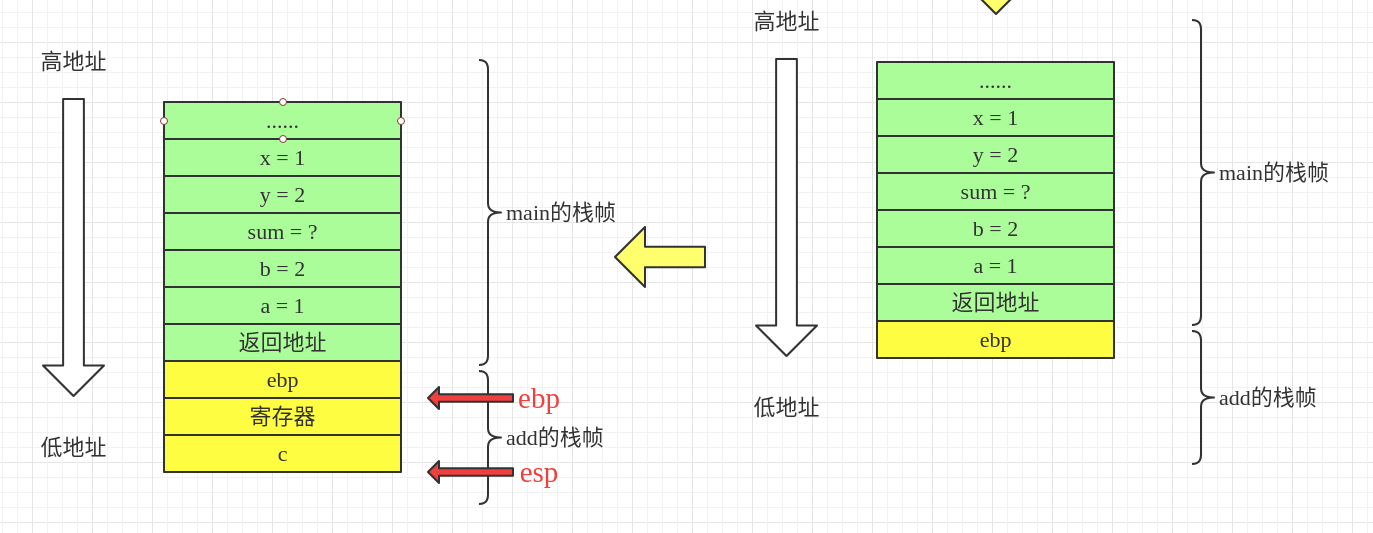 高地址
......
x = 1
y = 2
sum = ?
b = 2
a = 1
返回地址
ebp
寄存器
c
低地址
main的栈帧
ebp
add的栈帧
esp
高地址
......
x = 1
y = 2
sum = ?
b = 2
a = 1
返回地址
ebp
低地址
main的栈帧
add的栈帧